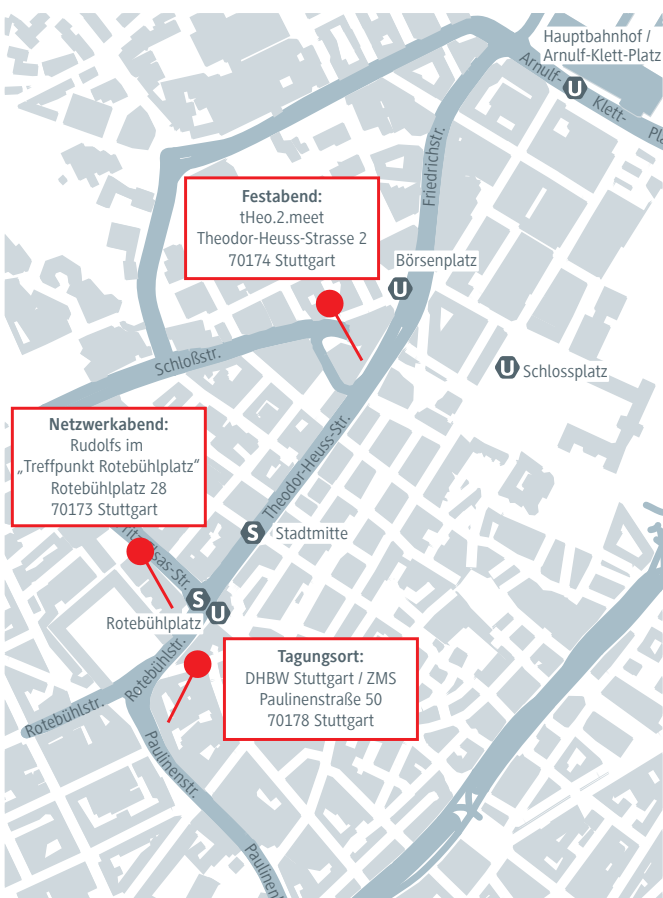 Hauptbahnhof /
Arnulf-Klett-Platz
Arnulf-
Klett-
U
Friedrichstr.
Festabend:
tHeo.2.meet
Theodor-Heuss-Strasse 2
70174 Stuttgart
Börsenplatz
U
Schloßstr.
U Schlossplatz
Netzwerkabend:
Rudolfs im
„Treffpunkt Rotebühlplatz“
Rotebühlplatz 28
70173 Stuttgart
Theodor-Heuss-Str.
S Stadtmitte
S
U
Rotebühlplatz
Rotebühlstr.
Tagungsort:
DHBW Stuttgart / ZMS
Paulinenstraße 50
70178 Stuttgart
Rotebühlstr.
Paulinenstr.